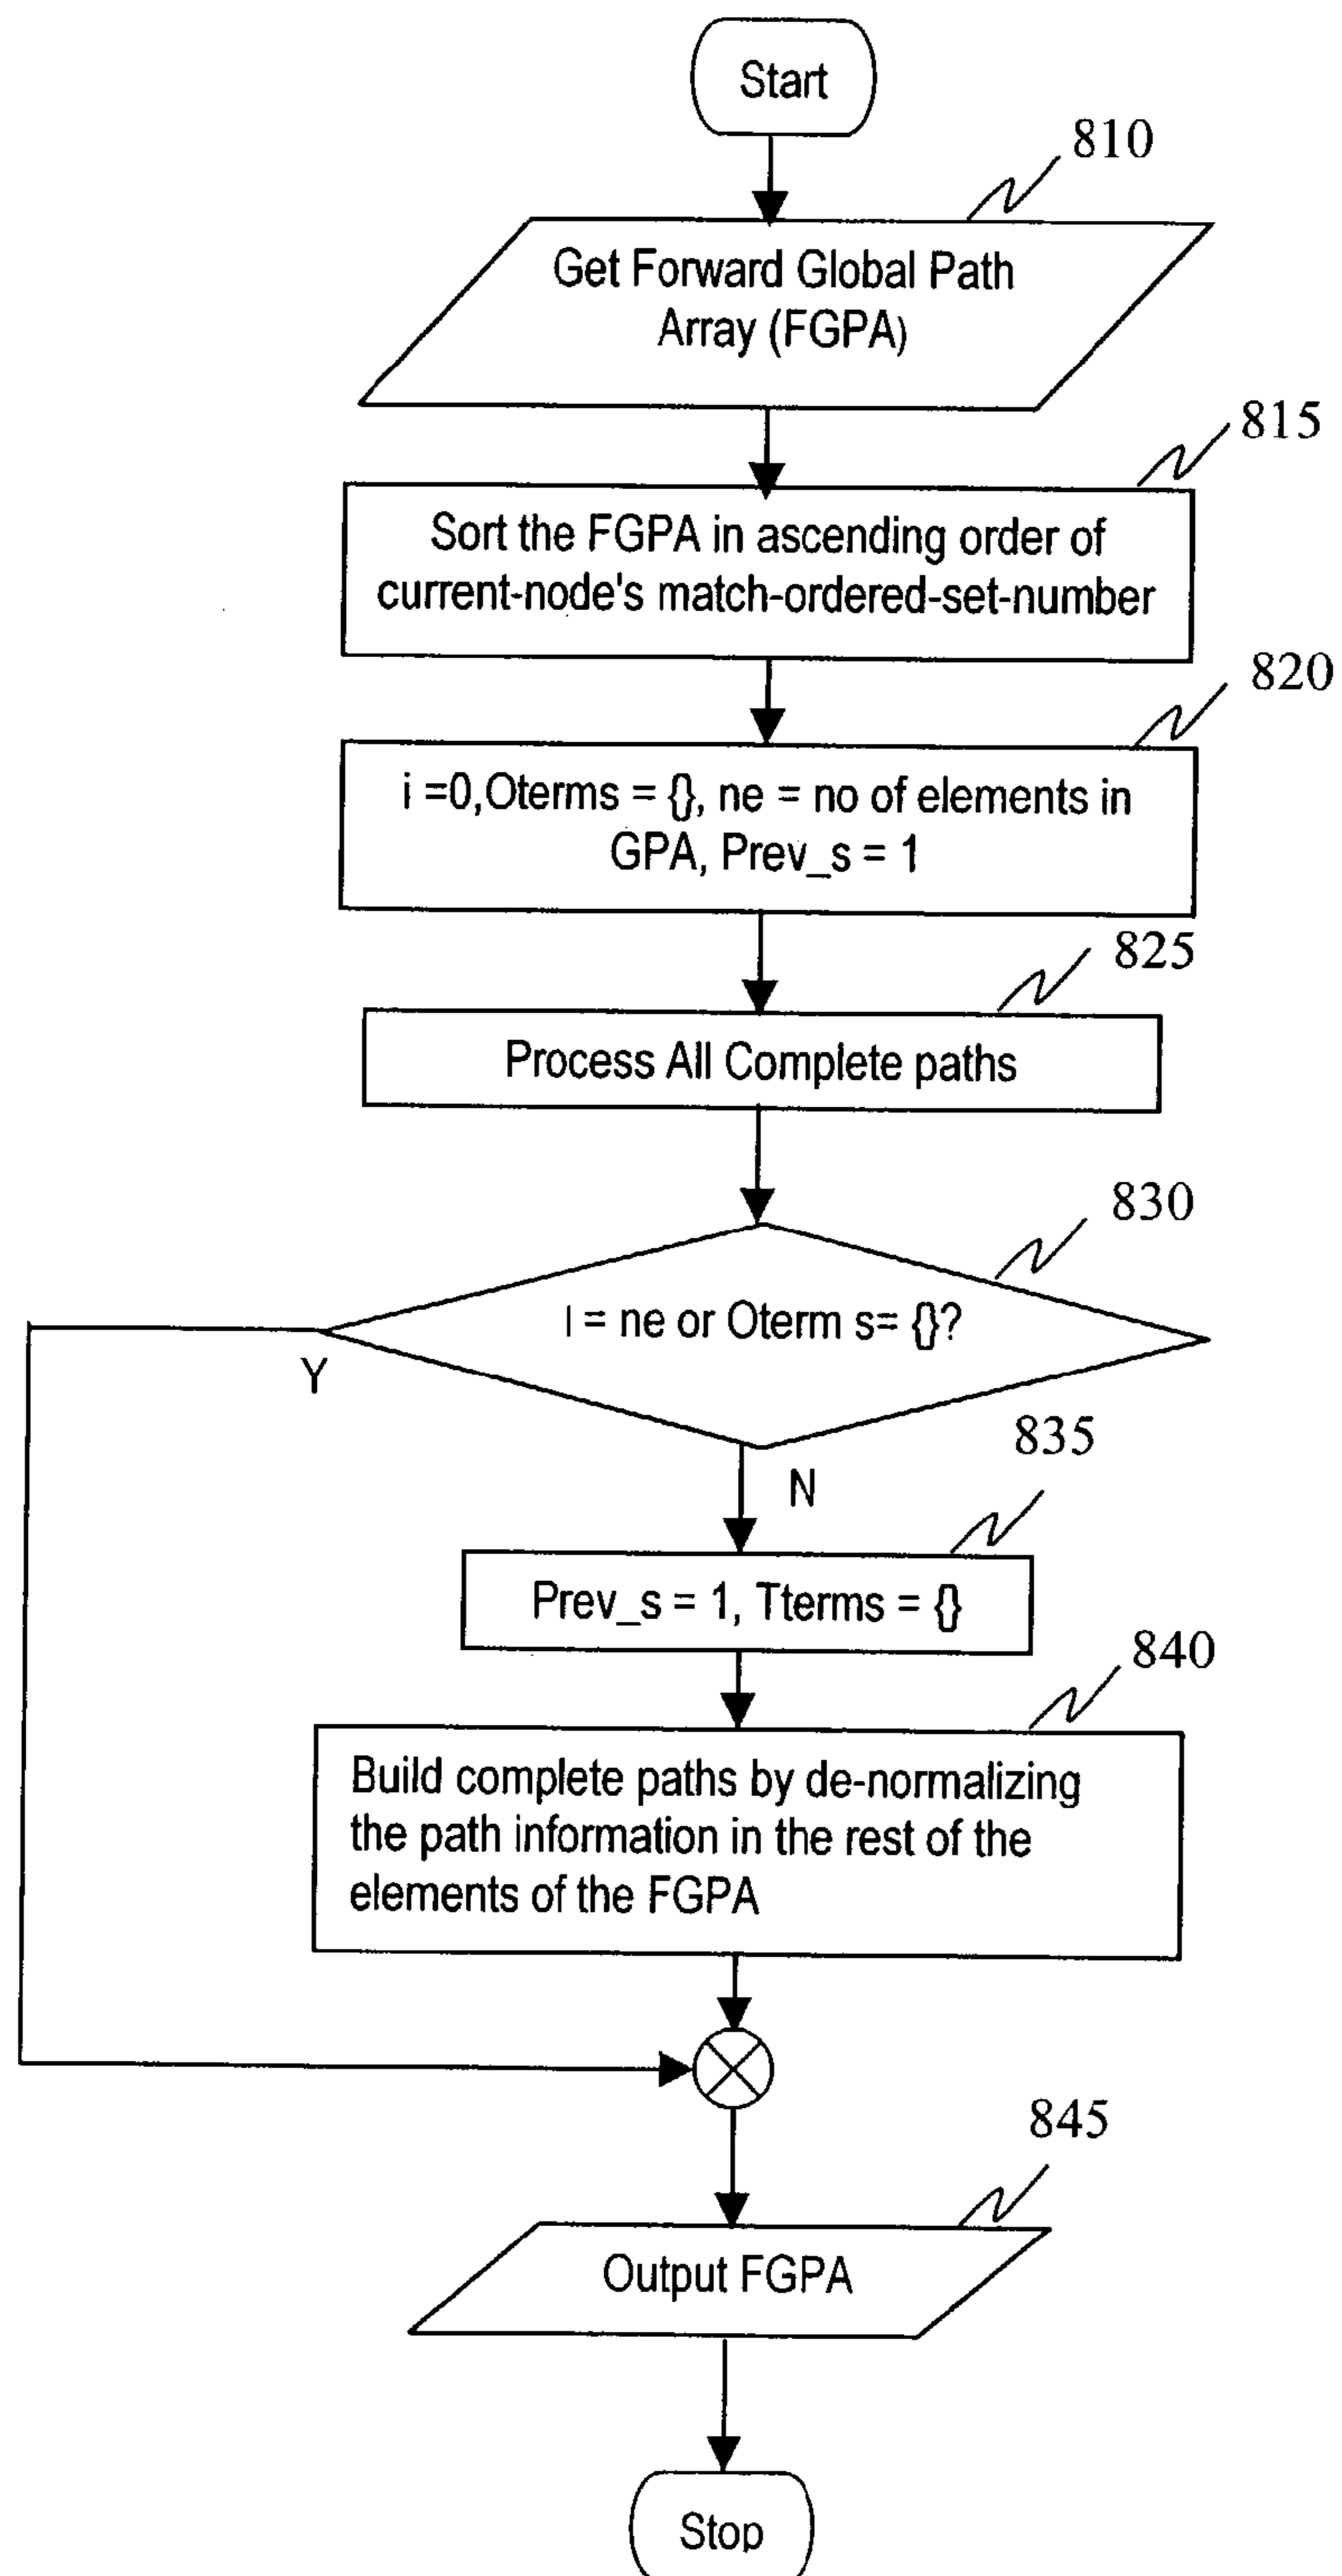 Start
810
Get Forward Global Path
Array (FGPA)
815
Sort the FGPA in ascending order of
current-node's match-ordered-set-number
820
i =0,Oterms = {}, ne = no of elements in
GPA, Prev_s = 1
825
Process All Complete paths
830
I = ne or Oterm s= {}?
Y
835
N
Prev_s = 1, Tterms = {}
840
Build complete paths by de-normalizing
the path information in the rest of the
elements of the FGPA
845
Output FGPA
Stop